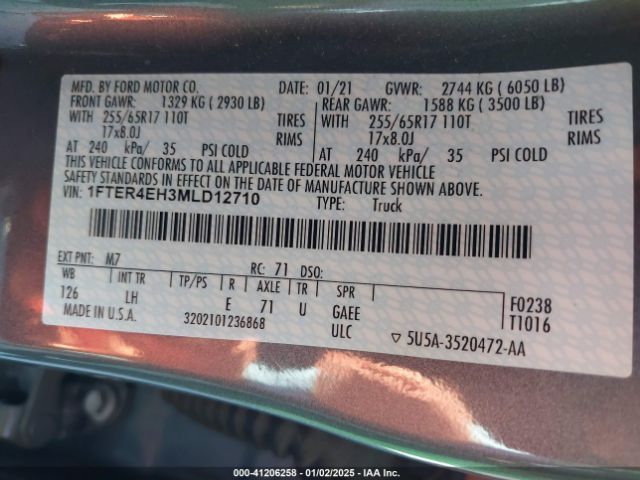 MFD. BY FORD MOTOR CO. DATE: 01/21 GVWR: 2744 KG ( 6050 LB)
FRONT GAWR: 1329 KG ( 2930 LB) REAR GAWR: 1588 KG ( 3500 LB)
WITH 255/65R17 110T TIRES WITH 255/65R17 110T TIRES
17x8.0J RIMS 17x8.0J RIMS
AT 240 kPa/ 35 PSI COLD AT 240 kPa/ 35 PSI COLD
THIS VEHICLE CONFORMS TO ALL APPLICABLE FEDERAL MOTOR VEHICLE
SAFETY STANDARDS IN EFFECT ON THE DATE OF MANUFACTURE SHOWN ABOVE.
VIN: 1FTER4EH3MLD12710 TYPE: Truck
EXT PNT: M7 RC: 71 DSO:
WB INT TR TP/PS R AXLE TR SPR
126 LH E 71 U GAEE F0238
MADE IN U.S.A. 3202101236868 ULC T1016
▽ 5U5A-3520472-AA
000-41206258 - 01/02/2025 - IAA Inc.